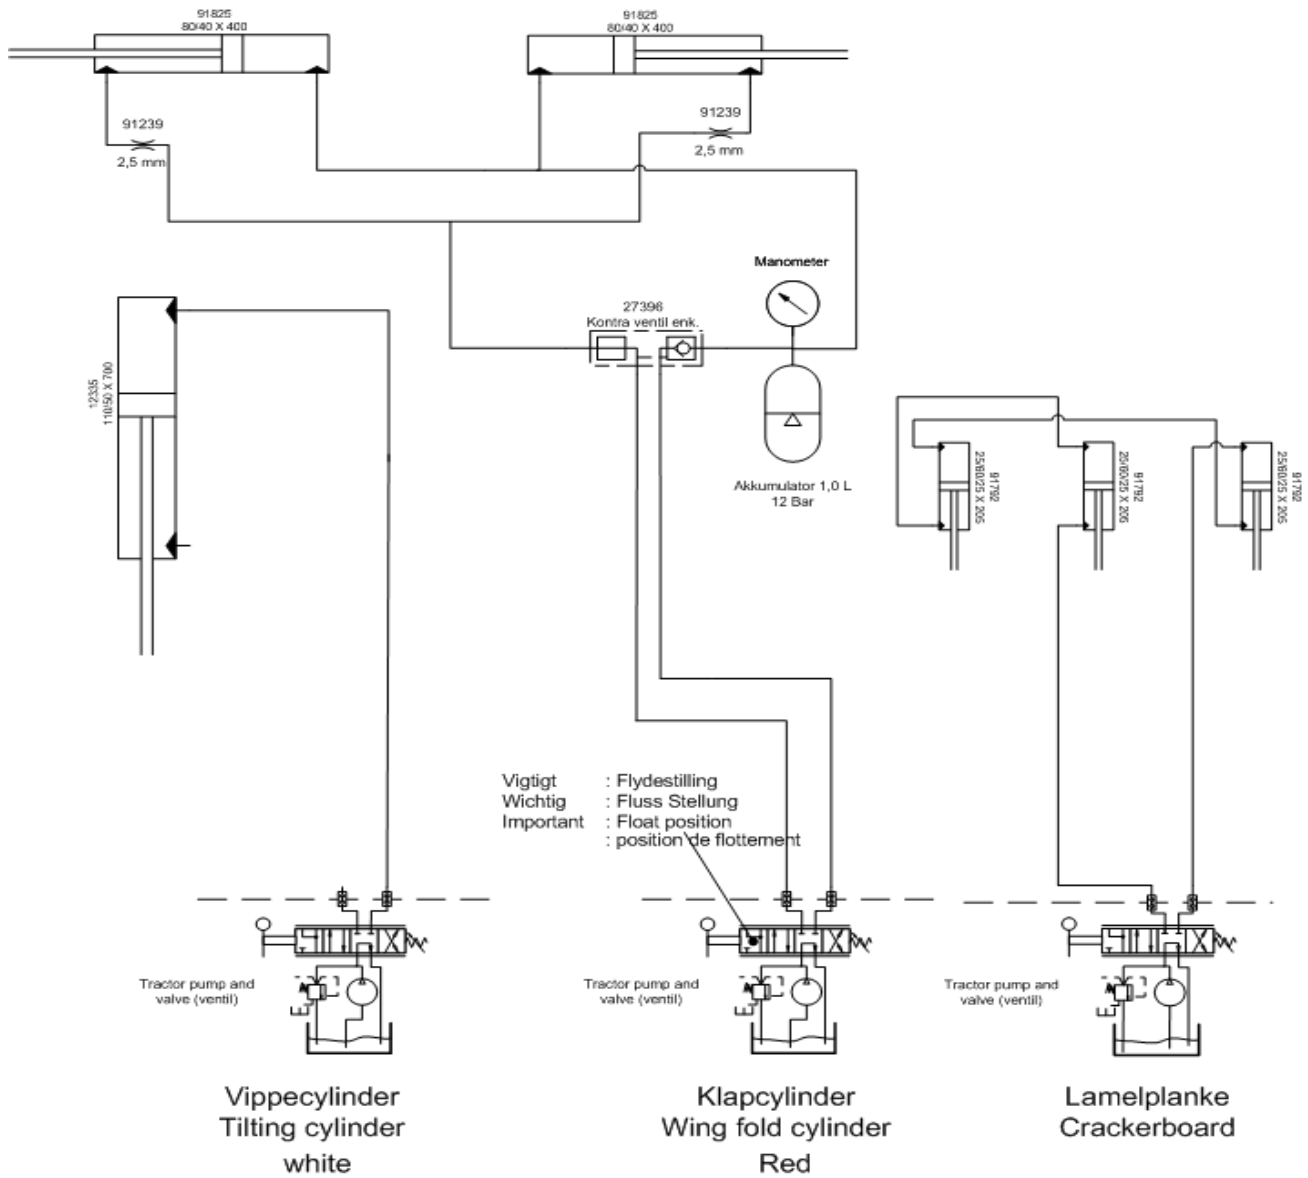 91825
80/40 X 400
91825
80/40 X 400
91239
2,5 mm
91239
2,5 mm
Manometer
27396
Kontra ventil enk.
12335
110/50 X 700
Akkumulator 1,0 L
12 Bar
91792
25/60/25 X 205
91792
25/60/25 X 205
91792
25/60/25 X 205
Vigtigt : Flydestilling
Wichtig : Fluss Stellung
Important : Float position
: position de flottement
Tractor pump and
valve (ventil)
Tractor pump and
valve (ventil)
Tractor pump and
valve (ventil)
Vippecylinder
Tilting cylinder
white
Klapcylinder
Wing fold cylinder
Red
Lamelplanke
Crackerboard